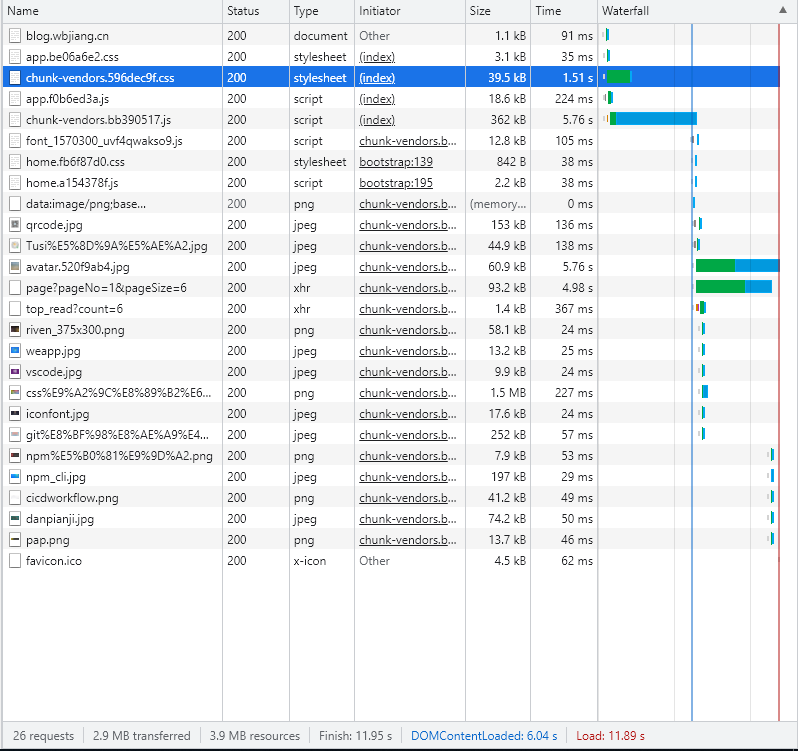 Name Status Type Initiator Size Time Waterfall
blog.wbjiang.cn 200 document Other 1.1 kB 91 ms
app.be06a6e2.css 200 stylesheet (index) 3.1 kB 35 ms
chunk-vendors.596dec9f.css 200 stylesheet (index) 39.5 kB 1.51 s
app.f0b6ed3a.js 200 script (index) 18.6 kB 224 ms
chunk-vendors.bb390517.js 200 script (index) 362 kB 5.76 s
font_1570300_uvf4qwakso9.js 200 script chunk-vendors.b... 12.8 kB 105 ms
home.fb6f87d0.css 200 stylesheet bootstrap:139 842 B 38 ms
home.a154378f.js 200 script bootstrap:195 2.2 kB 38 ms
data:image/png;base... 200 png chunk-vendors.b... (memory... 0 ms
qrcode.jpg 200 jpeg chunk-vendors.b... 153 kB 136 ms
Tusi%E5%8D%9A%E5%AE%A2.jpg 200 jpeg chunk-vendors.b... 44.9 kB 138 ms
avatar.520f9ab4.jpg 200 jpeg chunk-vendors.b... 60.9 kB 5.76 s
page?pageNo=1&pageSize=6 200 xhr chunk-vendors.b... 93.2 kB 4.98 s
top_read?count=6 200 xhr chunk-vendors.b... 1.4 kB 367 ms
riven_375x300.png 200 png chunk-vendors.b... 58.1 kB 24 ms
weapp.jpg 200 jpeg chunk-vendors.b... 13.2 kB 25 ms
vscode.jpg 200 jpeg chunk-vendors.b... 9.9 kB 24 ms
css%E9%A2%9C%E8%89%B2%E6... 200 png chunk-vendors.b... 1.5 MB 227 ms
iconfont.jpg 200 jpeg chunk-vendors.b... 17.6 kB 24 ms
git%E8%BF%98%E8%AE%A9%E4... 200 jpeg chunk-vendors.b... 252 kB 57 ms
npm%E5%B0%81%E9%9D%A2.png 200 png chunk-vendors.b... 7.9 kB 53 ms
npm_cli.jpg 200 jpeg chunk-vendors.b... 197 kB 29 ms
cicdworkflow.png 200 png chunk-vendors.b... 41.2 kB 49 ms
danpianji.jpg 200 jpeg chunk-vendors.b... 74.2 kB 50 ms
pap.png 200 png chunk-vendors.b... 13.7 kB 46 ms
favicon.ico 200 x-icon Other 4.5 kB 62 ms
26 requests 2.9 MB transferred 3.9 MB resources Finish: 11.95 s DOMContentLoaded: 6.04 s Load: 11.89 s